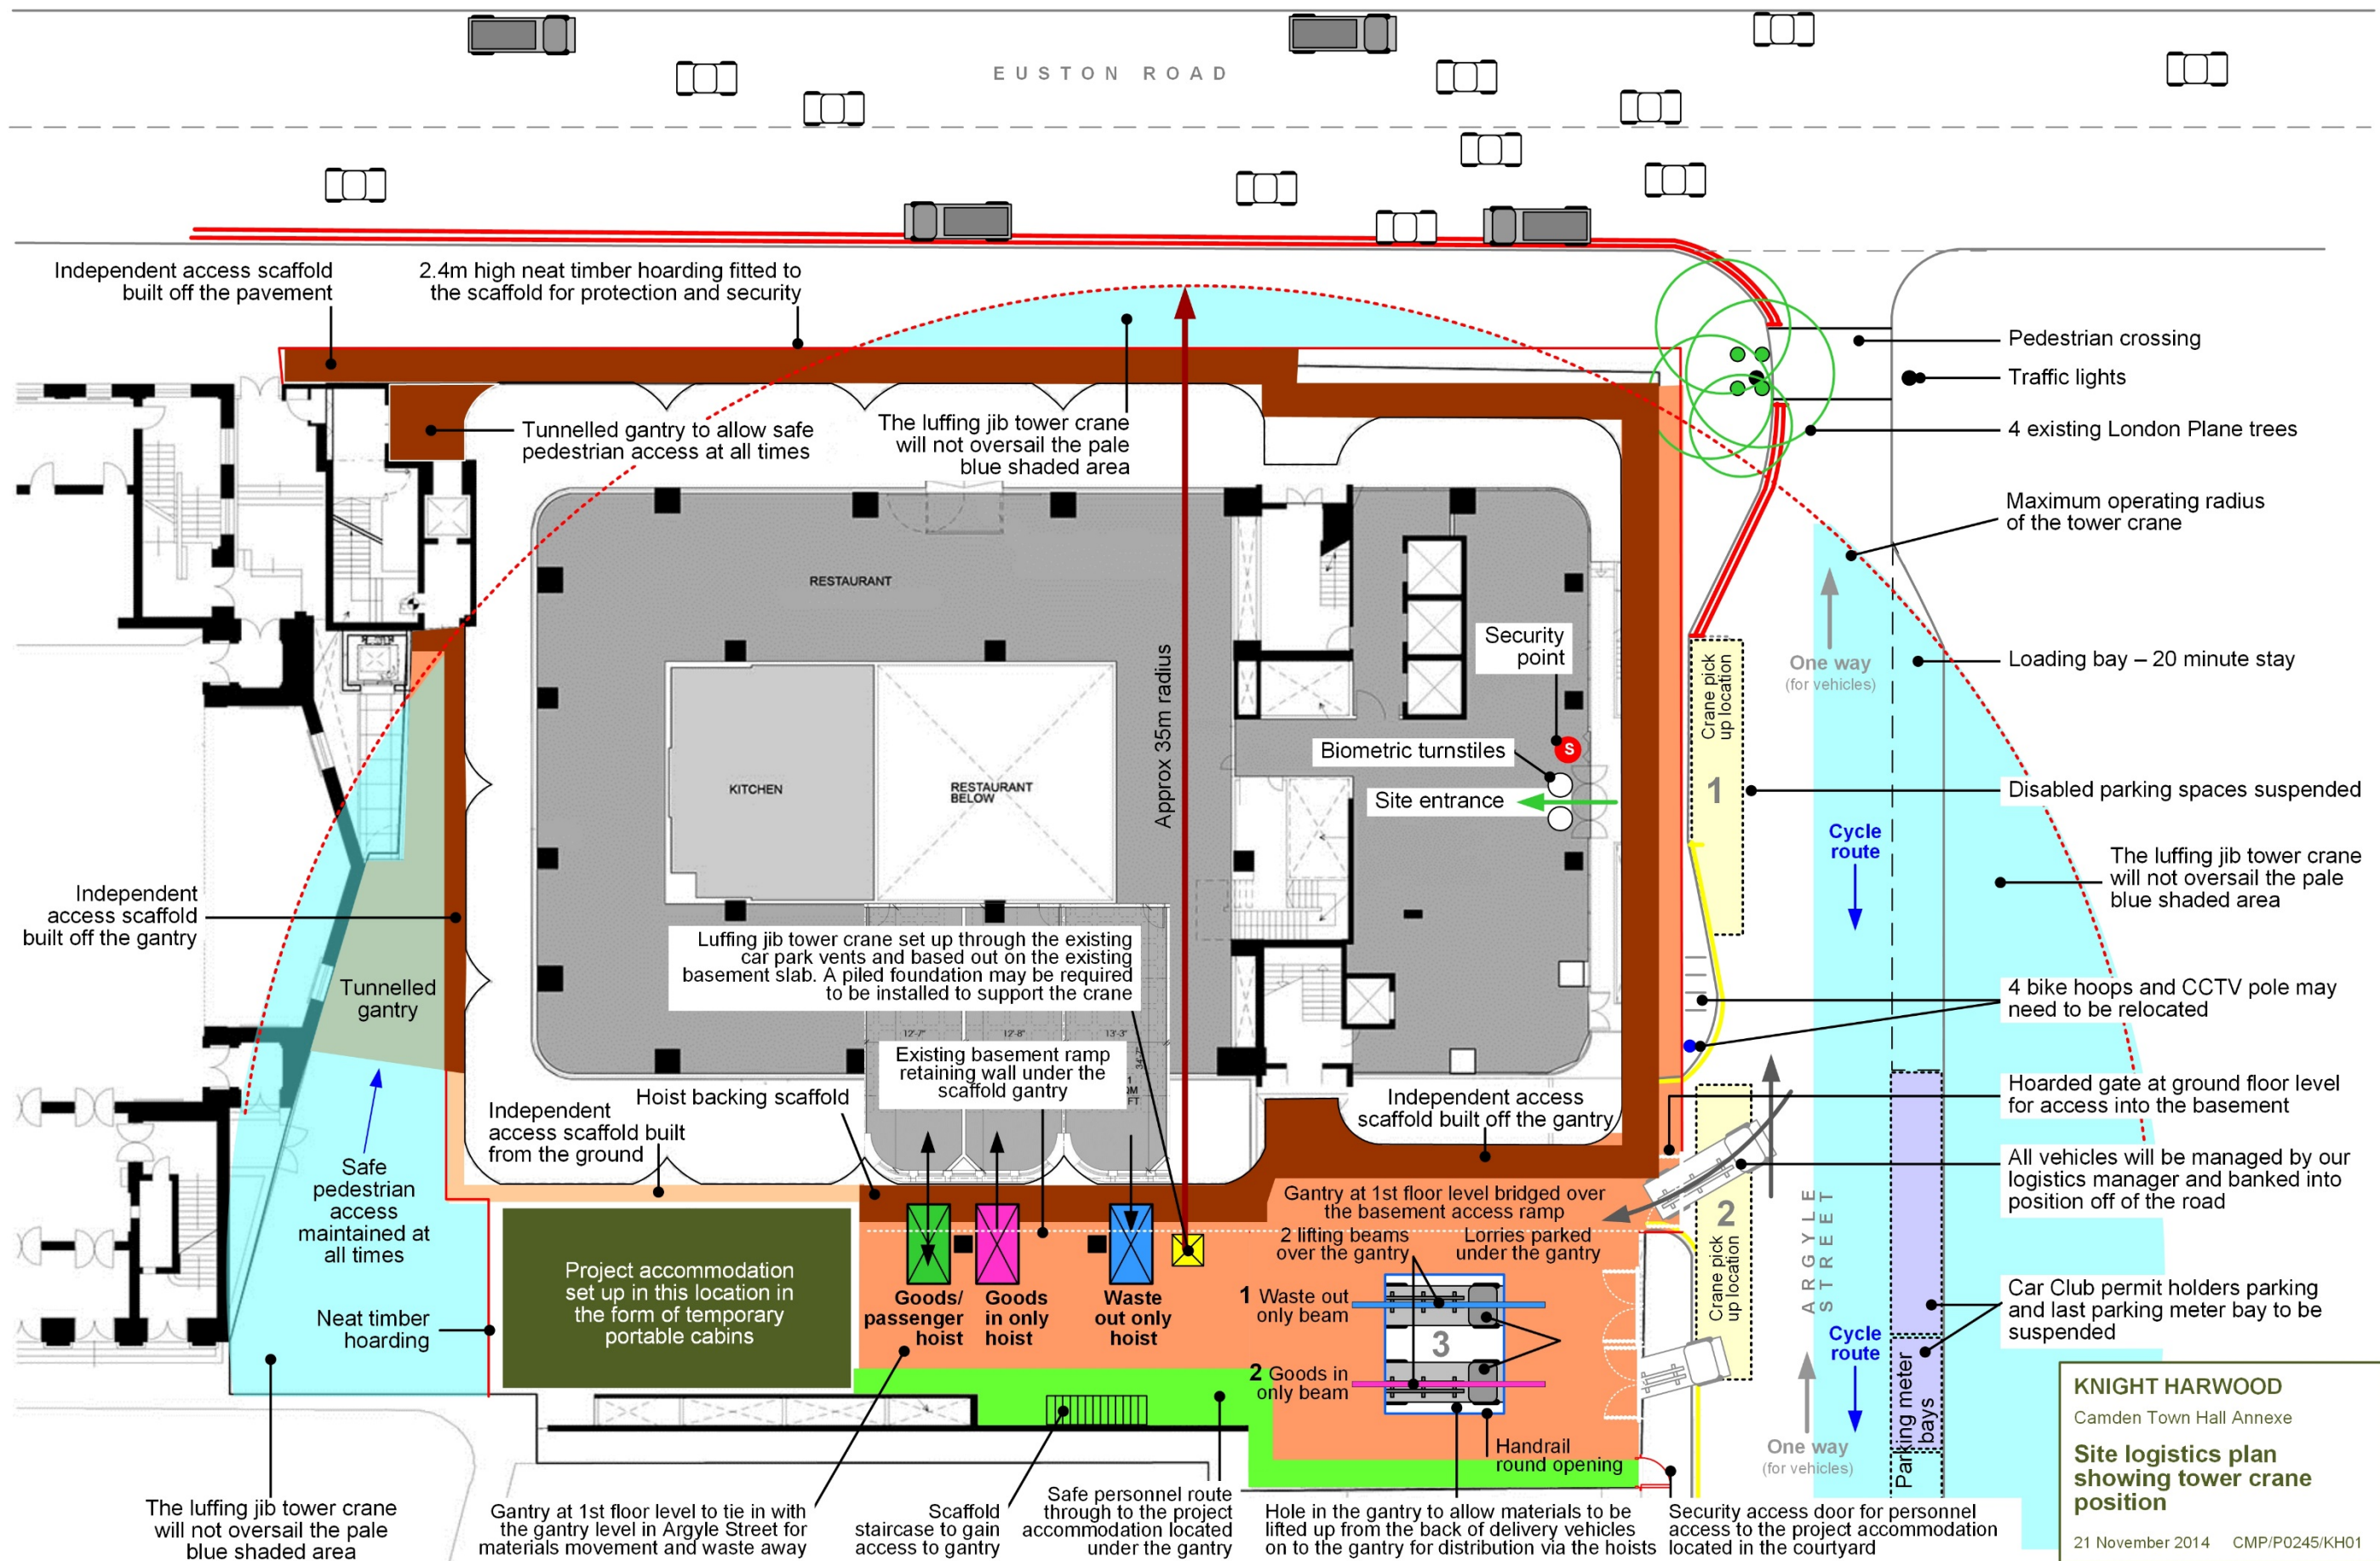 EUSTON ROAD
Independent access scaffold
built off the pavement
2.4m high neat timber hoarding fitted to
the scaffold for protection and security
Pedestrian crossing
Traffic lights
4 existing London Plane trees
Tunnelled gantry to allow safe
pedestrian access at all times
The luffing jib tower crane
will not oversail the pale
blue shaded area
Maximum operating radius
of the tower crane
RESTAURANT
Security
point
S
Biometric turnstiles
Site entrance
Approx 35m radius
KITCHEN
RESTAURANT
BELOW
Crane pick
up location
1
One way
(for vehicles)
Loading bay – 20 minute stay
Disabled parking spaces suspended
Cycle
route
The luffing jib tower crane
will not oversail the pale
blue shaded area
Independent
access scaffold
built off the gantry
Tunnelled
gantry
Luffing jib tower crane set up through the existing
car park vents and based out on the existing
basement slab. A piled foundation may be required
to be installed to support the crane
12'-7"
12'-8"
13'-3"
34'-7"
Existing basement ramp
retaining wall under the
scaffold gantry
4 bike hoops and CCTV pole may
need to be relocated
Hoist backing scaffold
Independent
access scaffold built
from the ground
Independent access
scaffold built off the gantry
Hoarded gate at ground floor level
for access into the basement
All vehicles will be managed by our
logistics manager and banked into
position off of the road
Safe
pedestrian
access
maintained at
all times
Neat timber
hoarding
Project accommodation
set up in this location in
the form of temporary
portable cabins
Goods/
passenger
hoist
Goods
in only
hoist
Waste
out only
hoist
Gantry at 1st floor level bridged over
the basement access ramp
2 lifting beams
over the gantry
Lorries parked
under the gantry
1 Waste out
only beam
3
2 Goods in
only beam
Handrail
round opening
2
Crane pick
up location
ARGYLE
STREET
Cycle
route
One way
(for vehicles)
Parking meter
bays
Car Club permit holders parking
and last parking meter bay to be
suspended
The luffing jib tower crane
will not oversail the pale
blue shaded area
Gantry at 1st floor level to tie in with
the gantry level in Argyle Street for
materials movement and waste away
Scaffold
staircase to gain
access to gantry
Safe personnel route
through to the project
accommodation located
under the gantry
Hole in the gantry to allow materials to be
lifted up from the back of delivery vehicles
on to the gantry for distribution via the hoists
Security access door for personnel
access to the project accommodation
located in the courtyard
KNIGHT HARWOOD
Camden Town Hall Annexe
Site logistics plan
showing tower crane
position
21 November 2014 CMP/P0245/KH01